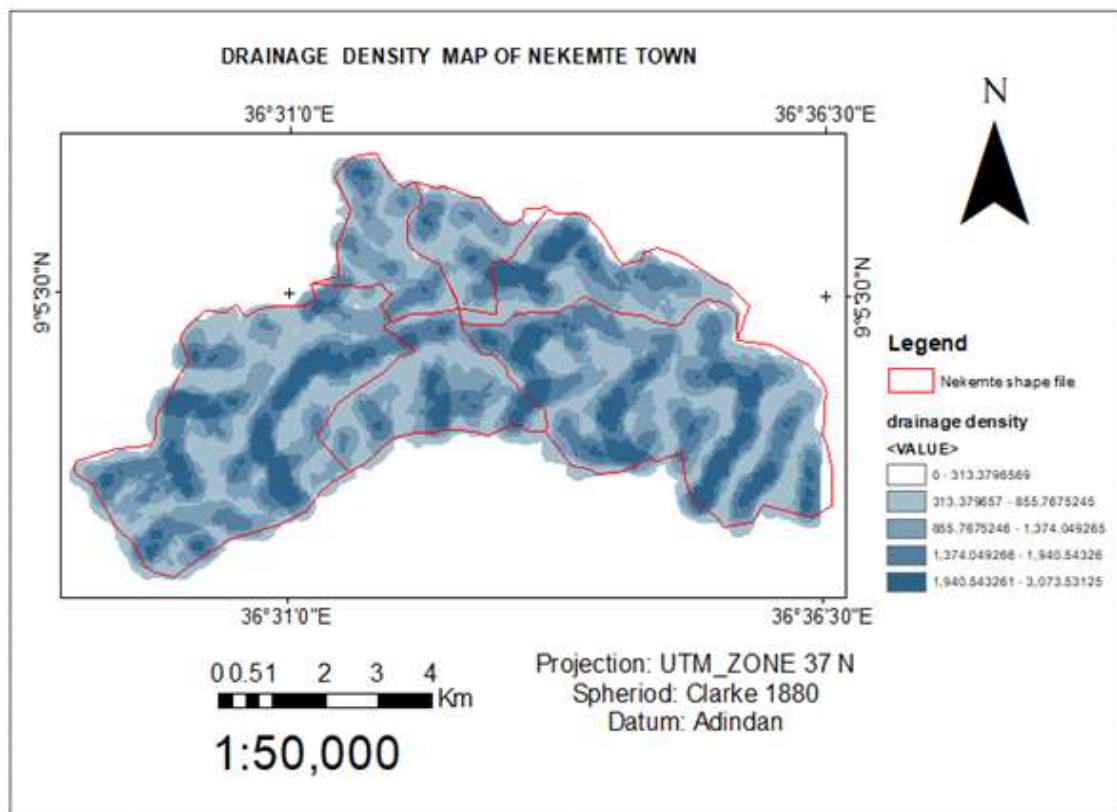 DRAINAGE DENSITY MAP OF NEKEMTE TOWN
36°31'0"E
36°36'30"E
N
9°5'30"N
9°5'30"N
Legend
Nekemte shape file
drainage density
<VALUE>
0 - 313.3796569
313.379657 - 855.7675245
855.7675246 - 1,374.049265
1,374.049266 - 1,940.54326
1,940.543261 - 3,073.53125
36°31'0"E
36°36'30"E
0 0.5 1 2 3 4
Km
1:50,000
Projection: UTM_ZONE 37 N
Spheriod: Clarke 1880
Datum: Adindan